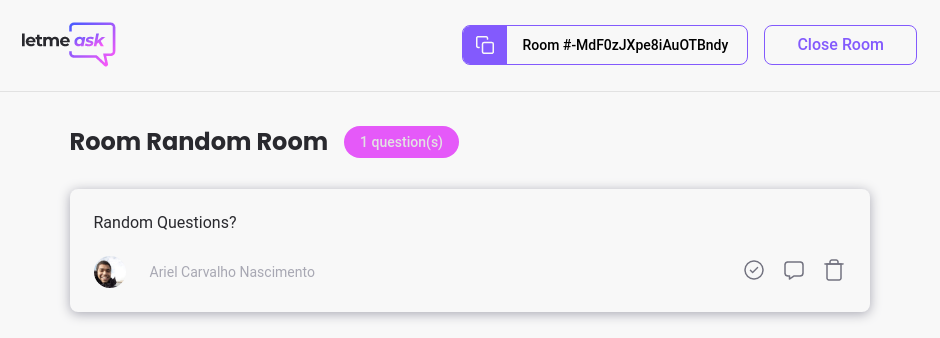 letme ask
Room #-MdF0zJXpe8iAuOTBndy
Close Room
Room Random Room
1 question(s)
Random Questions?
Ariel Carvalho Nascimento